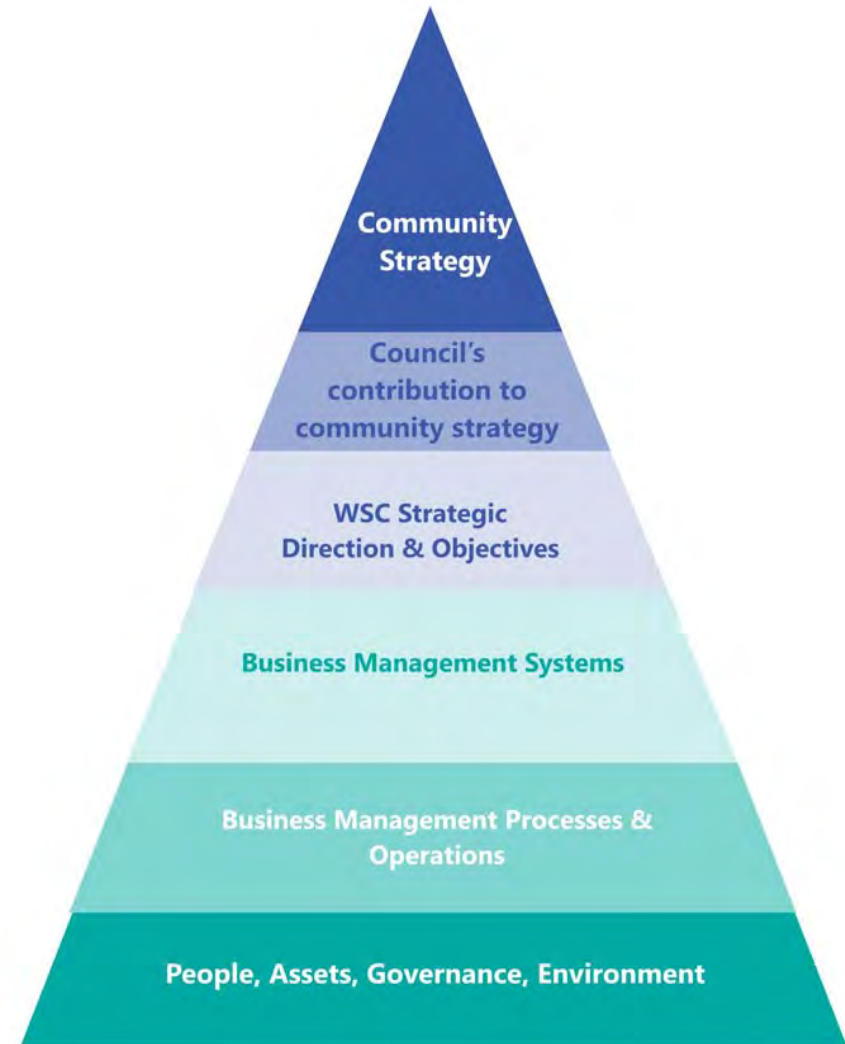 Community
Strategy
Council's
contribution to
community strategy
WSC Strategic
Direction & Objectives
Business Management Systems
Business Management Processes &
Operations
People, Assets, Governance, Environment